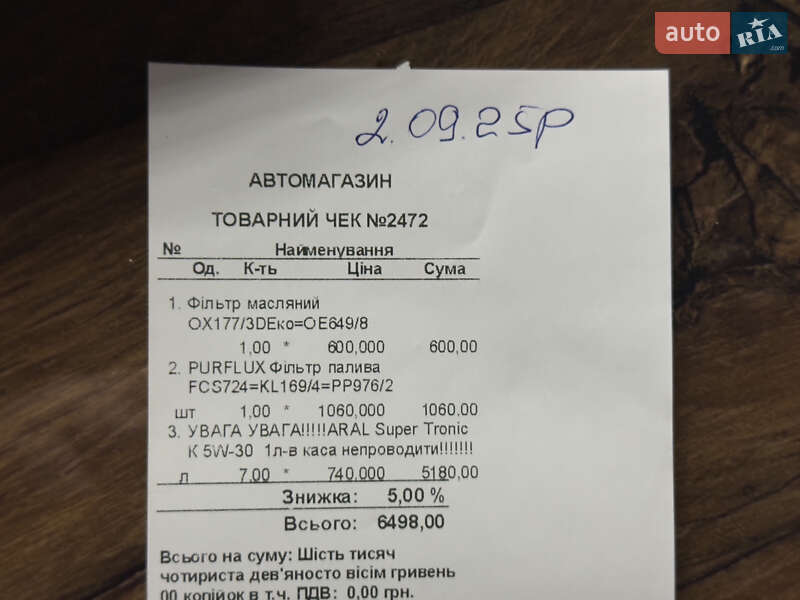 auto RIA .com
2.09.25р
АВТОМАГАЗИН
ТОВАРНИЙ ЧЕК №2472
№ Найменування
Од. К-ть Ціна Сума
1. Фільтр масляний
OX177/3DЕко=OE649/8
1,00 * 600,000 600,00
2. PURFLUX Фільтр палива
FCS724=KL169/4=PP976/2
шт 1,00 * 1060,000 1060,00
3. УВАГА УВАГА!!!!!ARAL Super Tronic
K 5W-30 1л-в каса непроводити!!!!!!!
л 7,00 * 740,000 5180,00
Знижка: 5,00 %
Всього: 6498,00
Всього на суму: Шість тисяч
чотириста дев'яносто вісім гривень
00 копійок в т.ч. ПДВ: 0,00 грн.